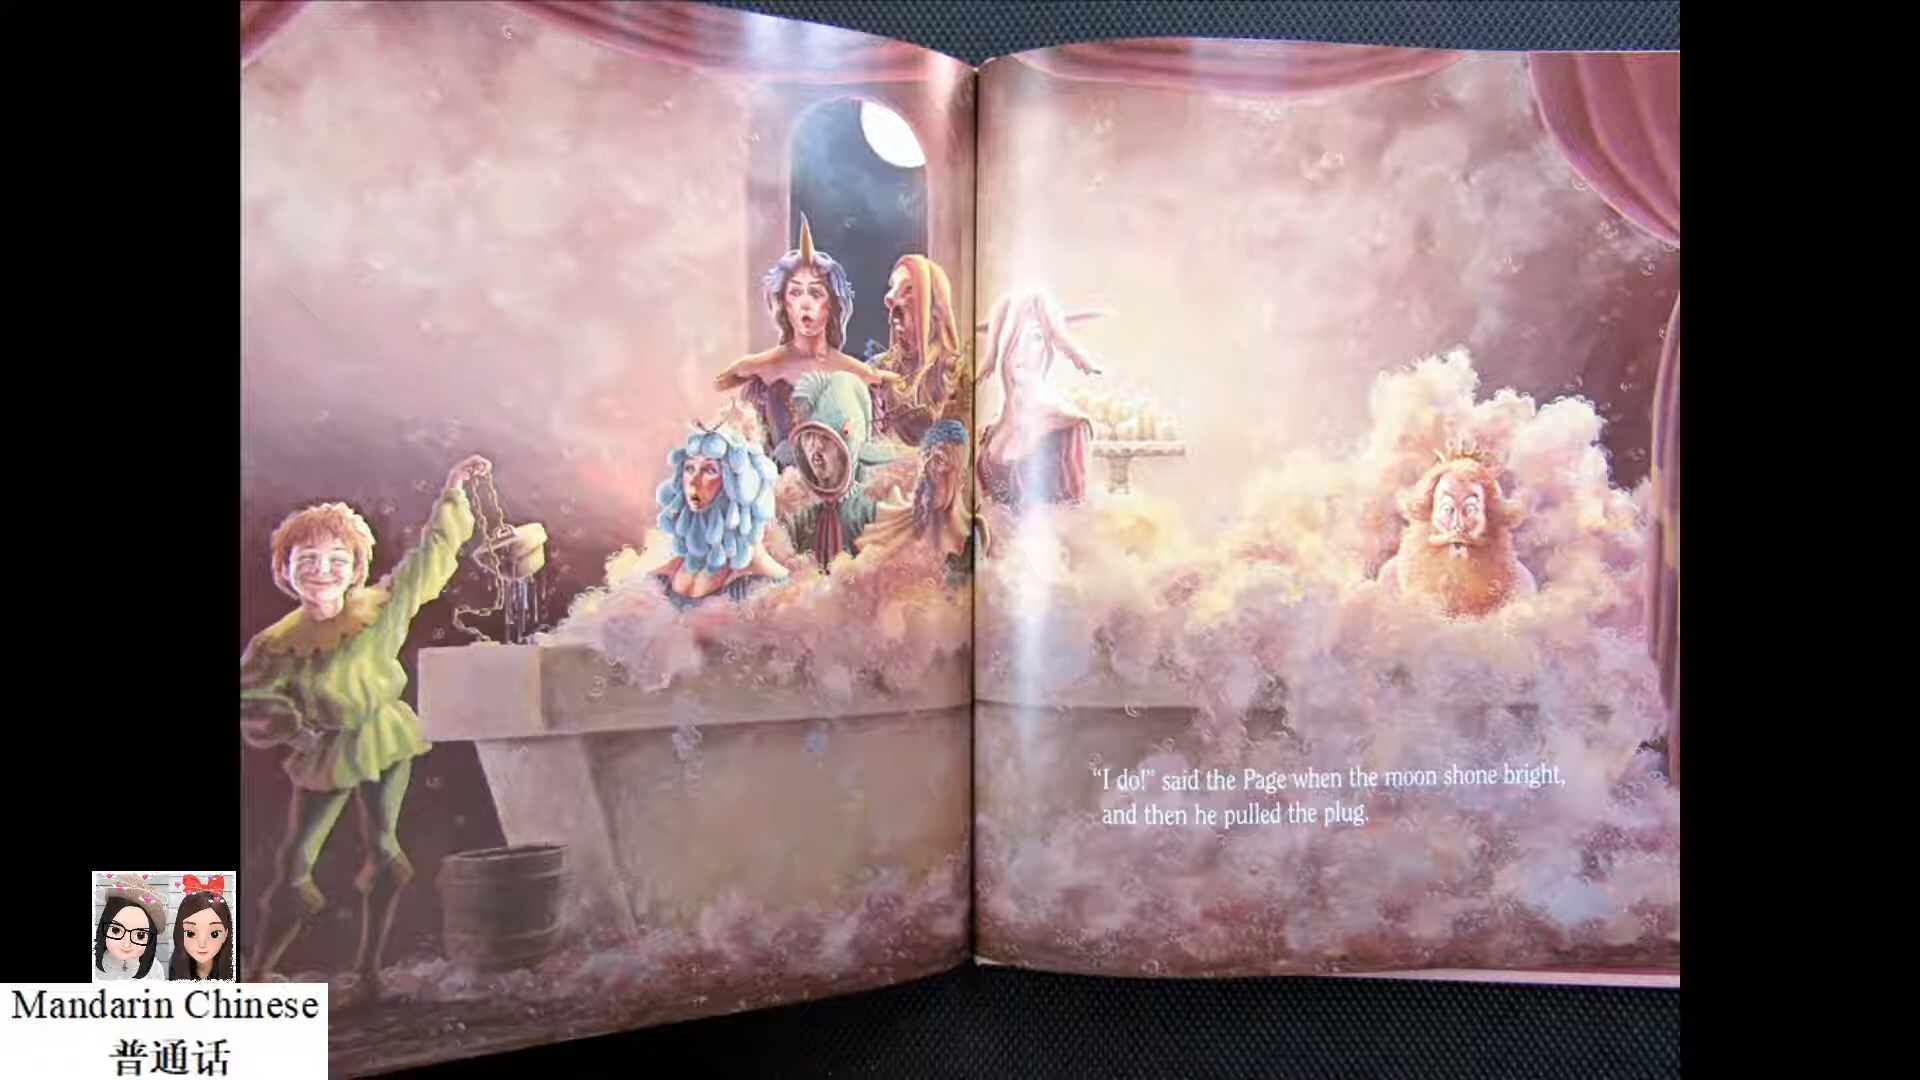 “I do!” said the Page when the moon shone bright,
and then he pulled the plug.
Mandarin Chinese
普通话